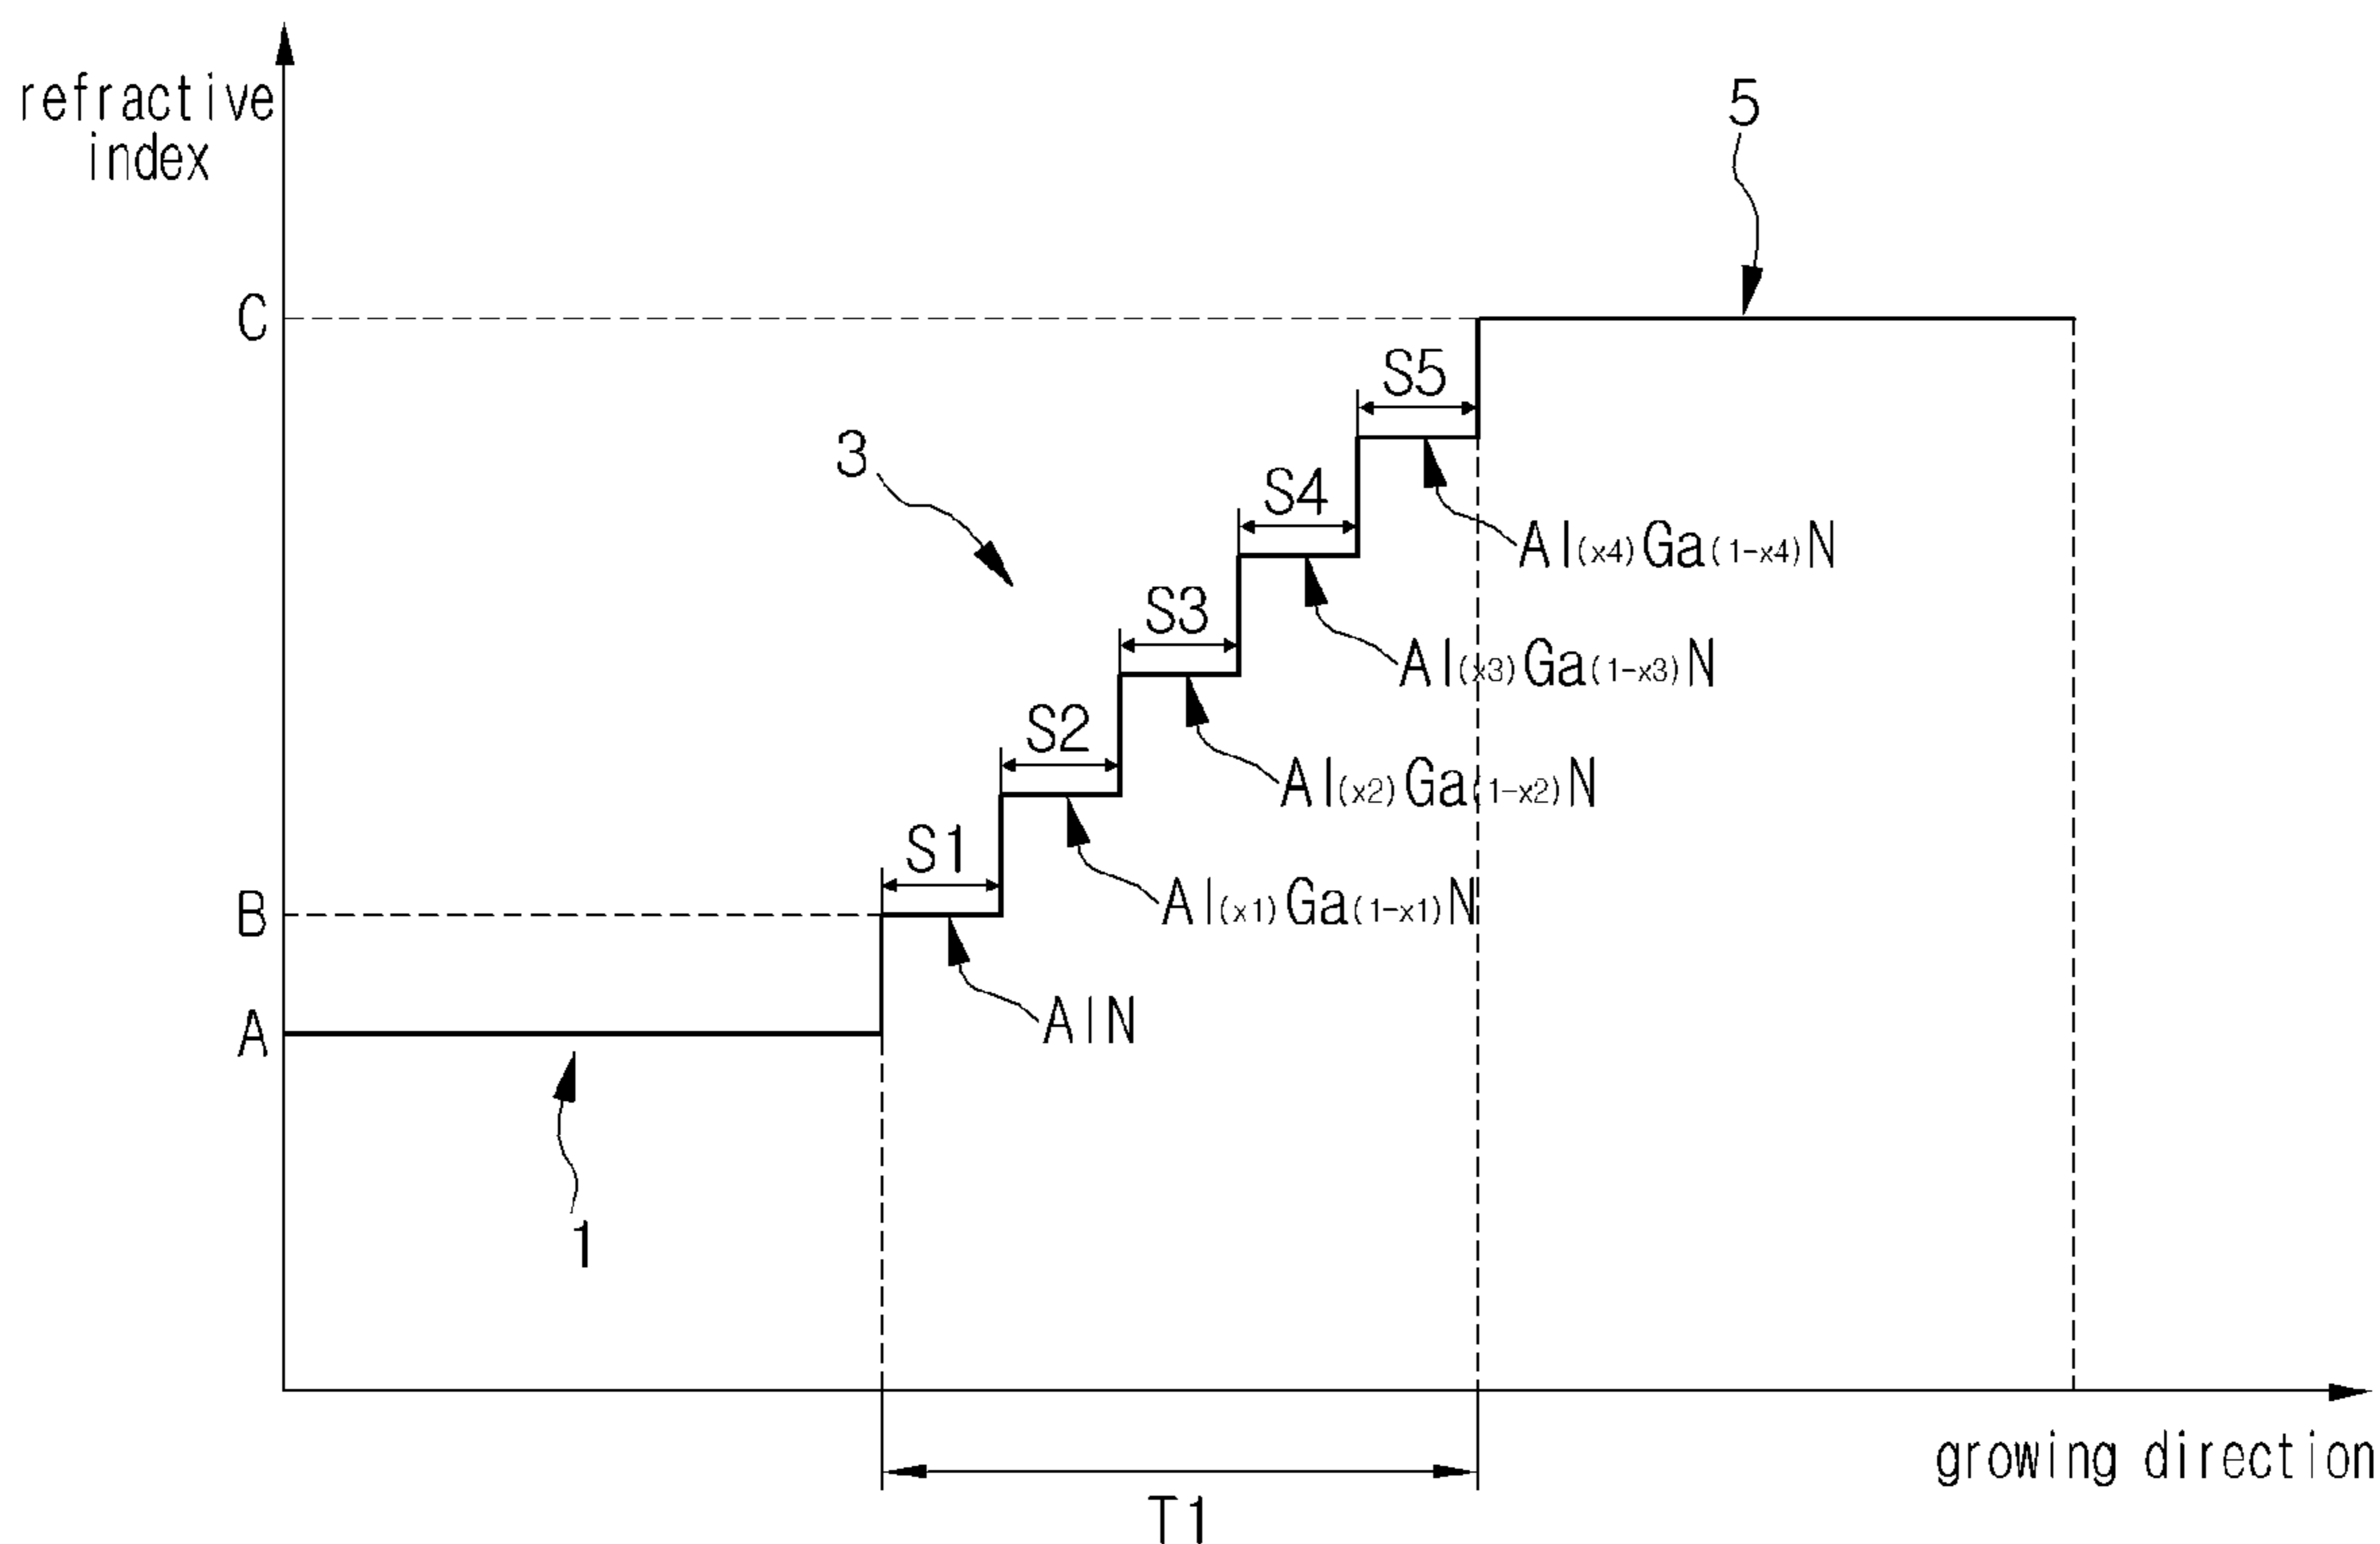 refractive
index
5
C
S5
3
S4
Al(x4)Ga(1-x4)N
S3
Al(x3)Ga(1-x3)N
S2
Al(x2)Ga(1-x2)N
S1
B
Al(x1)Ga(1-x1)N
A
AlN
1
growing direction
T1